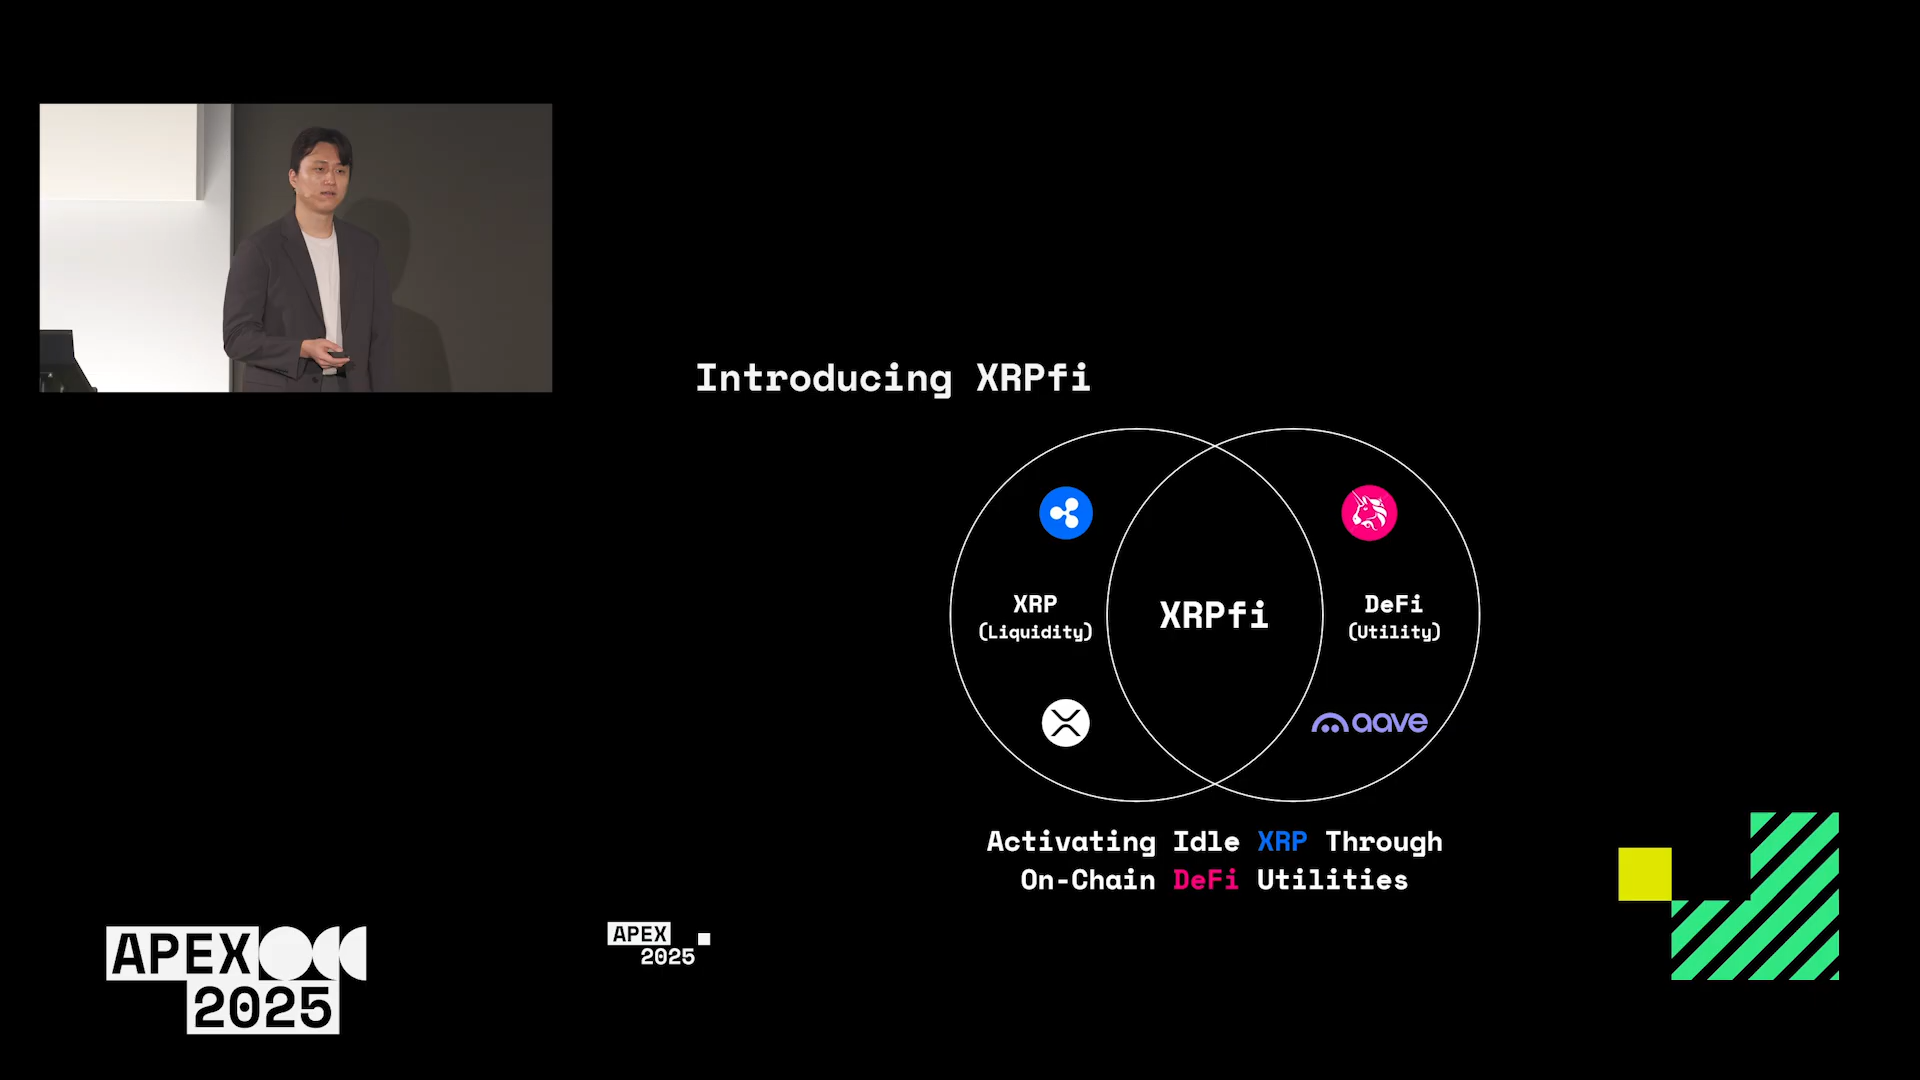 Introducing XRPfi
XRP
(Liquidity)
XRPfi
DeFi
(Utility)
aave
Activating Idle XRP Through
On-Chain DeFi Utilities
APEX
2025
APEX
2025